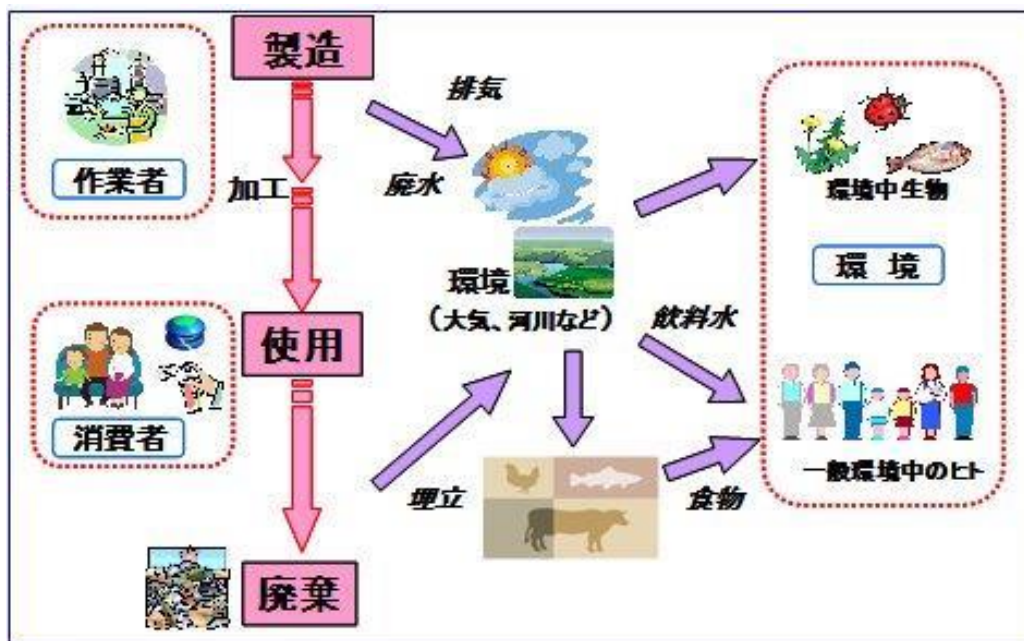 製造
作業者
加工
使用
消費者
廃棄
排気
廃水
環境
(大気、河川など)
埋立
飲料水
食物
環境中生物
環 境
一般環境中のヒト